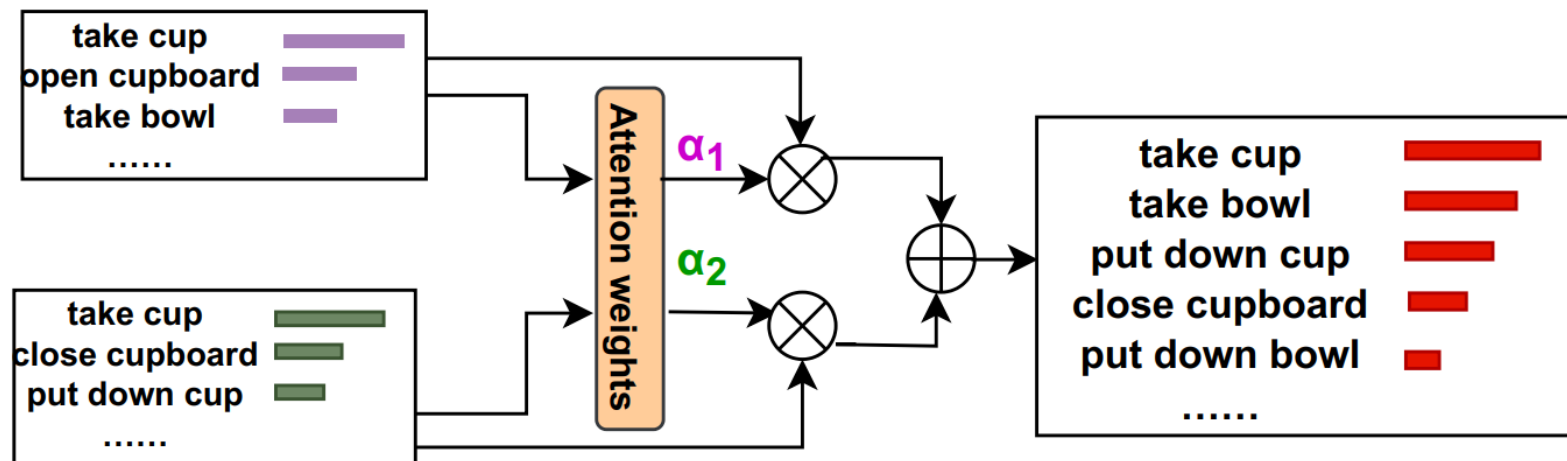 take cup
open cupboard
take bowl
......
take cup
close cupboard
put down cup
......
Attention weights
α1
α2
take cup
take bowl
put down cup
close cupboard
put down bowl
......